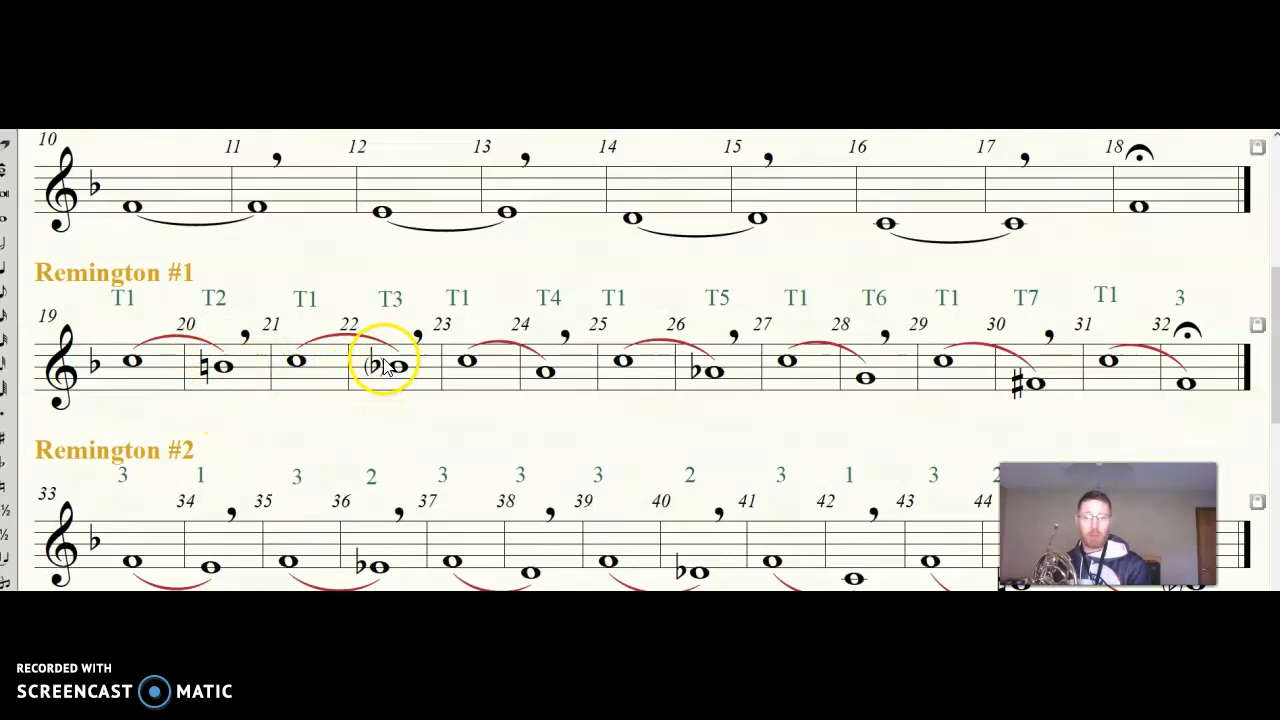 10 11 12 13 14 15 16 17 18
Remington #1
T1 T2 T1 T3 T1 T4 T1 T5 T1 T6 T1 T7 T1 3
19 20 21 22 23 24 25 26 27 28 29 30 31 32
Remington #2
3 1 3 2 3 3 3 2 3 1 3
33 34 35 36 37 38 39 40 41 42 43 44
RECORDED WITH
SCREENCAST MATIC